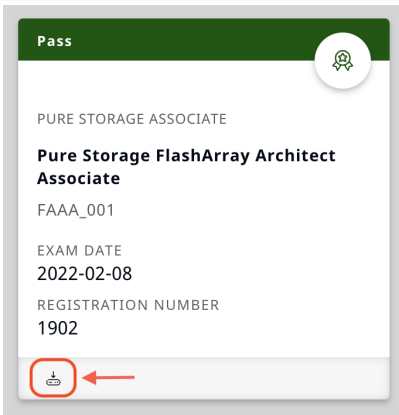 Pass
PURE STORAGE ASSOCIATE
Pure Storage FlashArray Architect
Associate
FAAA_001
EXAM DATE
2022-02-08
REGISTRATION NUMBER
1902